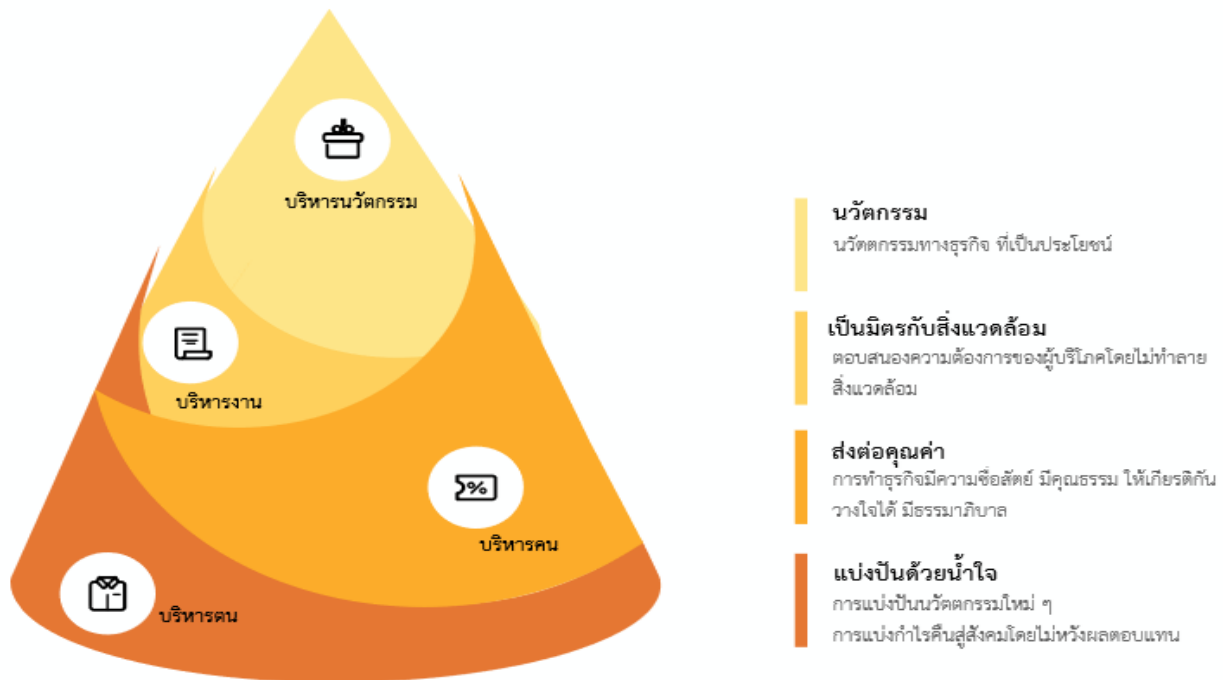 บริหารนวัตกรรม
บริหารงาน
%
บริหารคน
บริหารตน
นวัตกรรม
นวัตตกรรมทางธุรกิจ ที่เป็นประโยชน์
เป็นมิตรกับสิ่งแวดล้อม
ตอบสนองความต้องการของผู้บริโภคโดยไม่ทำลาย
สิ่งแวดล้อม
ส่งต่อคุณค่า
การทำธุรกิจมีความซื่อสัตย์ มีคุณธรรม ให้เกียรติกัน
วางใจได้ มีธรรมาภิบาล
แบ่งปันด้วยน้ำใจ
การแบ่งปันนวัตตกรรมใหม่ ๆ
การแบ่งกำไรคืนสู่สังคมโดยไม่หวังผลตอบแทน